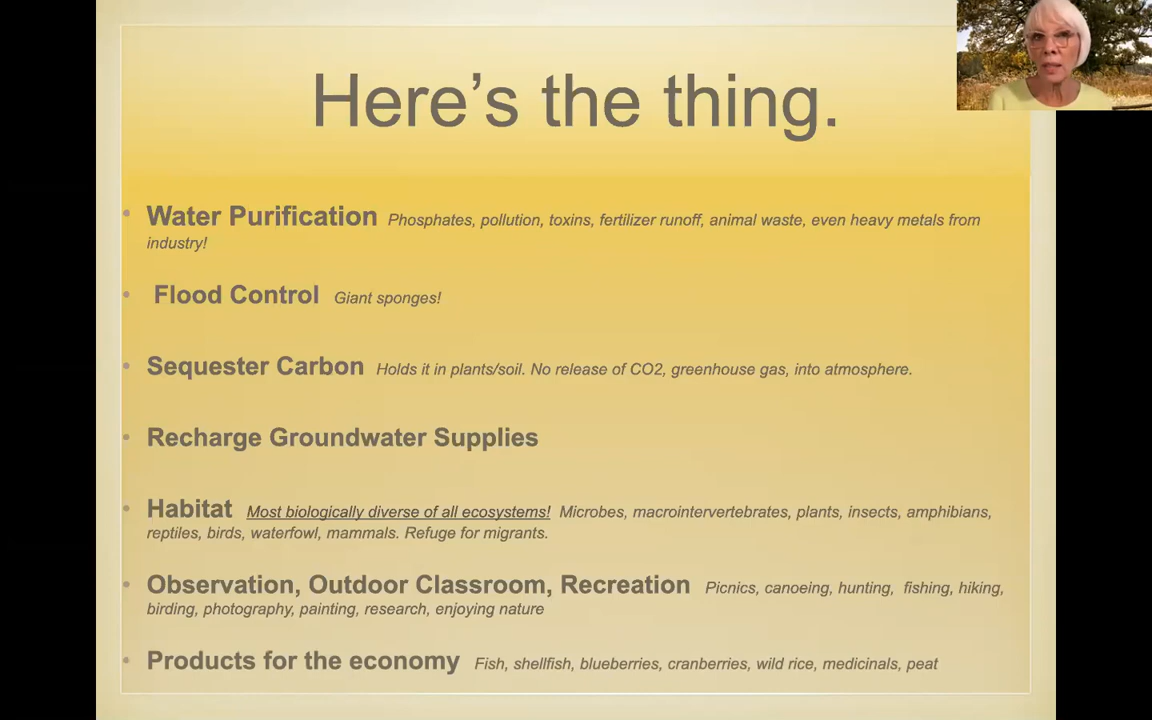 Here's the thing.
• Water Purification Phosphates, pollution, toxins, fertilizer runoff, animal waste, even heavy metals from
industry!
• Flood Control Giant sponges!
• Sequester Carbon Holds it in plants/soil. No release of CO2, greenhouse gas, into atmosphere.
• Recharge Groundwater Supplies
• Habitat Most biologically diverse of all ecosystems! Microbes, macrointervertebrates, plants, insects, amphibians,
reptiles, birds, waterfowl, mammals. Refuge for migrants.
• Observation, Outdoor Classroom, Recreation Picnics, canoeing, hunting, fishing, hiking,
birding, photography, painting, research, enjoying nature
• Products for the economy Fish, shellfish, blueberries, cranberries, wild rice, medicinals, peat